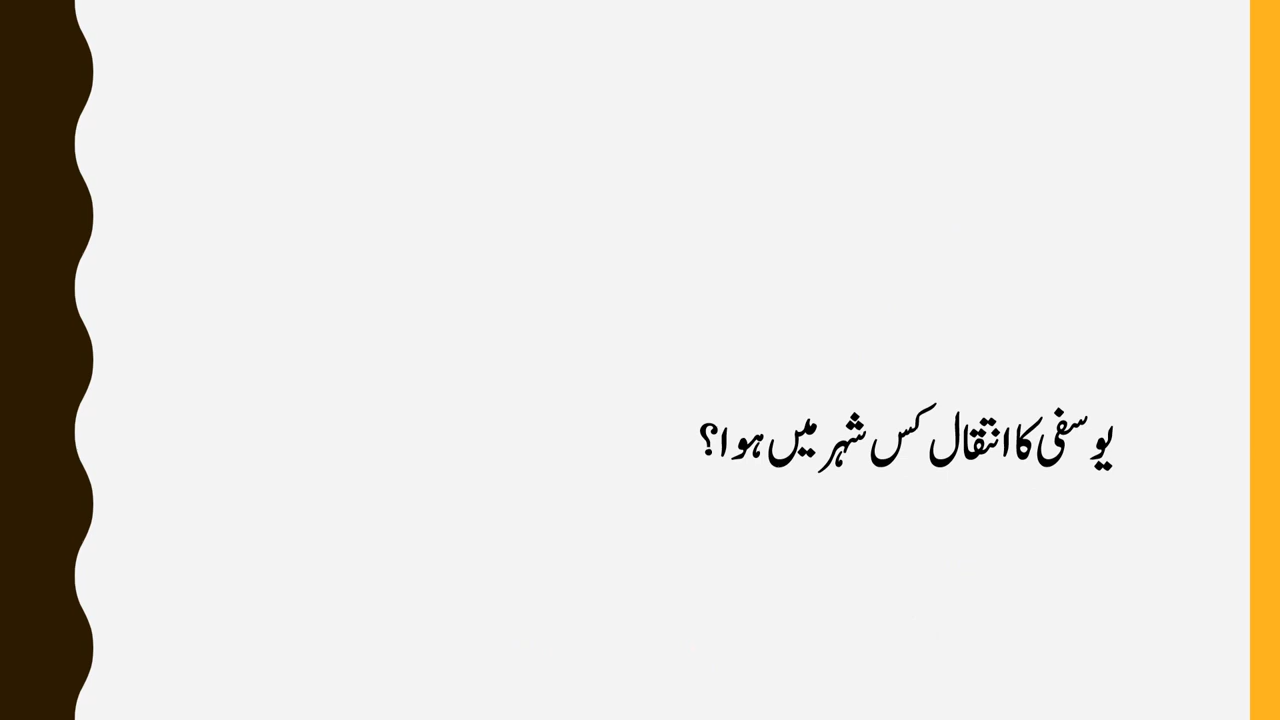 یوسفی کا انتقال کس شہر میں ہوا؟